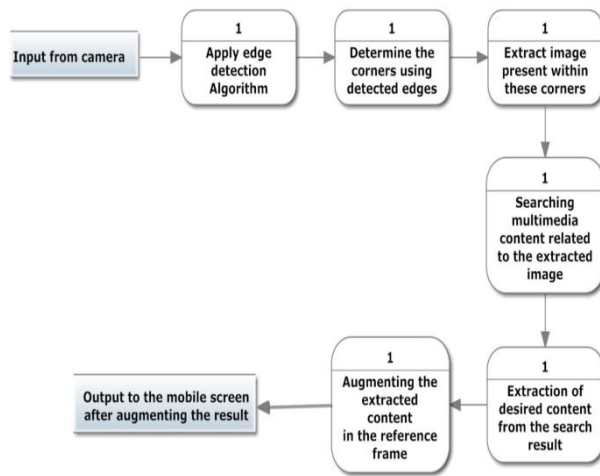 Input from camera
1
Apply edge
detection
Algorithm
1
Determine the
corners using
detected edges
1
Extract image
present within
these corners
1
Searching
multimedia
content related
to the extracted
image
1
Extraction of
desired content
from the search
result
1
Augmenting the
extracted
content
in the reference
frame
Output to the mobile screen
after augmenting the result